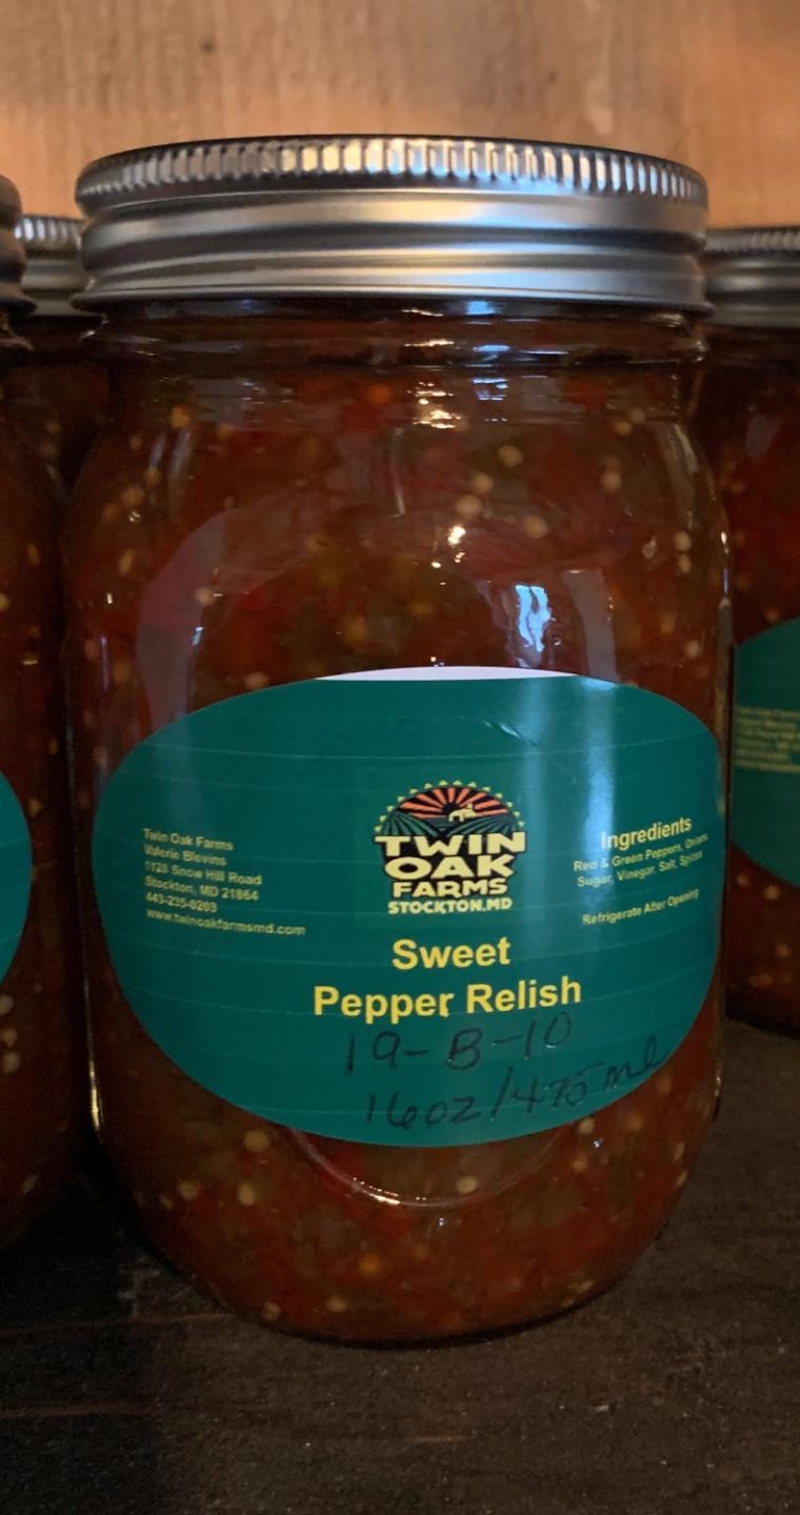 Twin Oak Farms
Valerie Blevins
1128 Snow Hill Road
Stockton, MD 21864
443-235-0203
www.twinoakfarmsmd.com
TWIN
OAK
FARMS
STOCKTON, MD
Ingredients
Red & Green Peppers, Onions
Sugar, Vinegar, Salt, Spices
Refrigerate After Opening
Sweet
Pepper Relish
19-B-10
16oz/475 ml